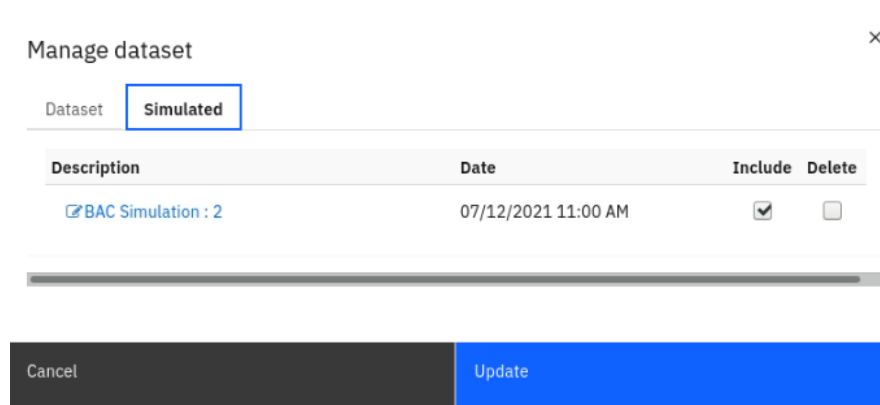 Manage dataset
×
Dataset Simulated
Description Date Include Delete
BAC Simulation : 2 07/12/2021 11:00 AM
Cancel Update